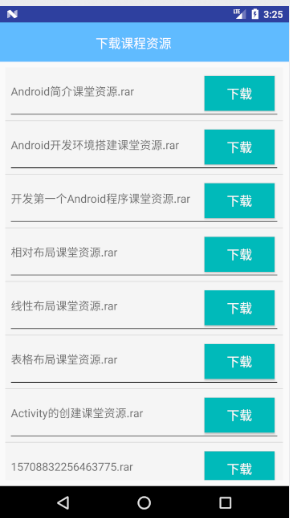 3:25
下载课程资源
Android简介课堂资源.rar 下载
Android开发环境搭建课堂资源.rar 下载
开发第一个Android程序课堂资源.rar 下载
相对布局课堂资源.rar 下载
线性布局课堂资源.rar 下载
表格布局课堂资源.rar 下载
Activity的创建课堂资源.rar 下载
15708832256463775.rar 下载